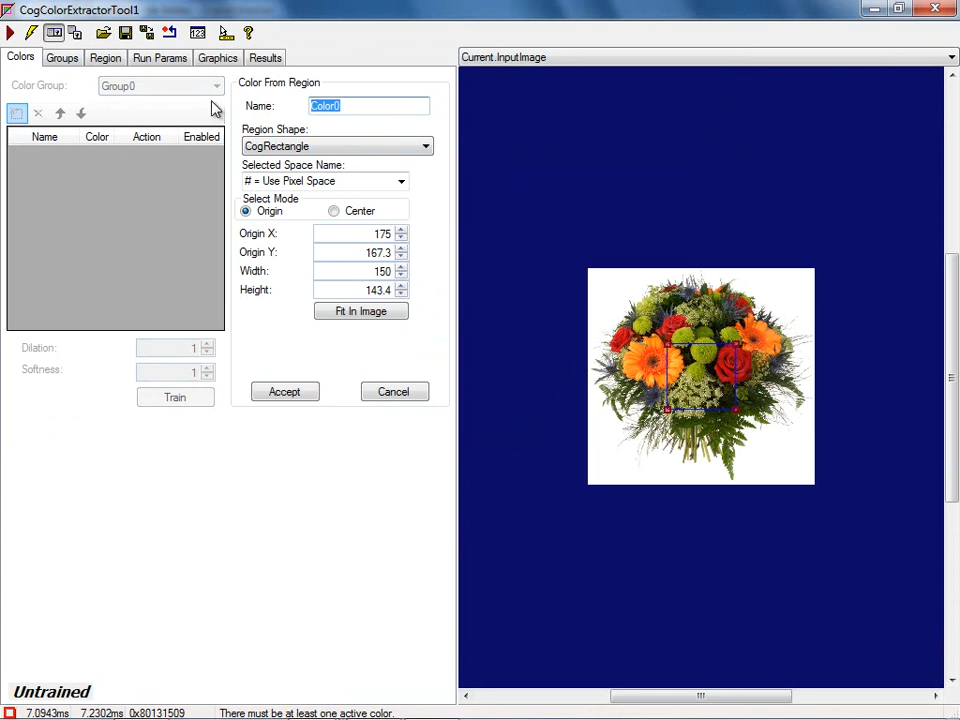 CogColorExtractorTool1
Colors Groups Region Run Params Graphics Results
Current.InputImage
Color Group: Group0
Color From Region
Name: Color0
Name Color Action Enabled
Region Shape:
CogRectangle
Selected Space Name:
# = Use Pixel Space
Select Mode
Origin Center
Origin X: 175
Origin Y: 167.3
Width: 150
Height: 143.4
Fit In Image
Dilation: 1
Softness: 1
Train
Accept Cancel
Untrained
7.0943ms 7.2302ms 0x80131509 There must be at least one active color.